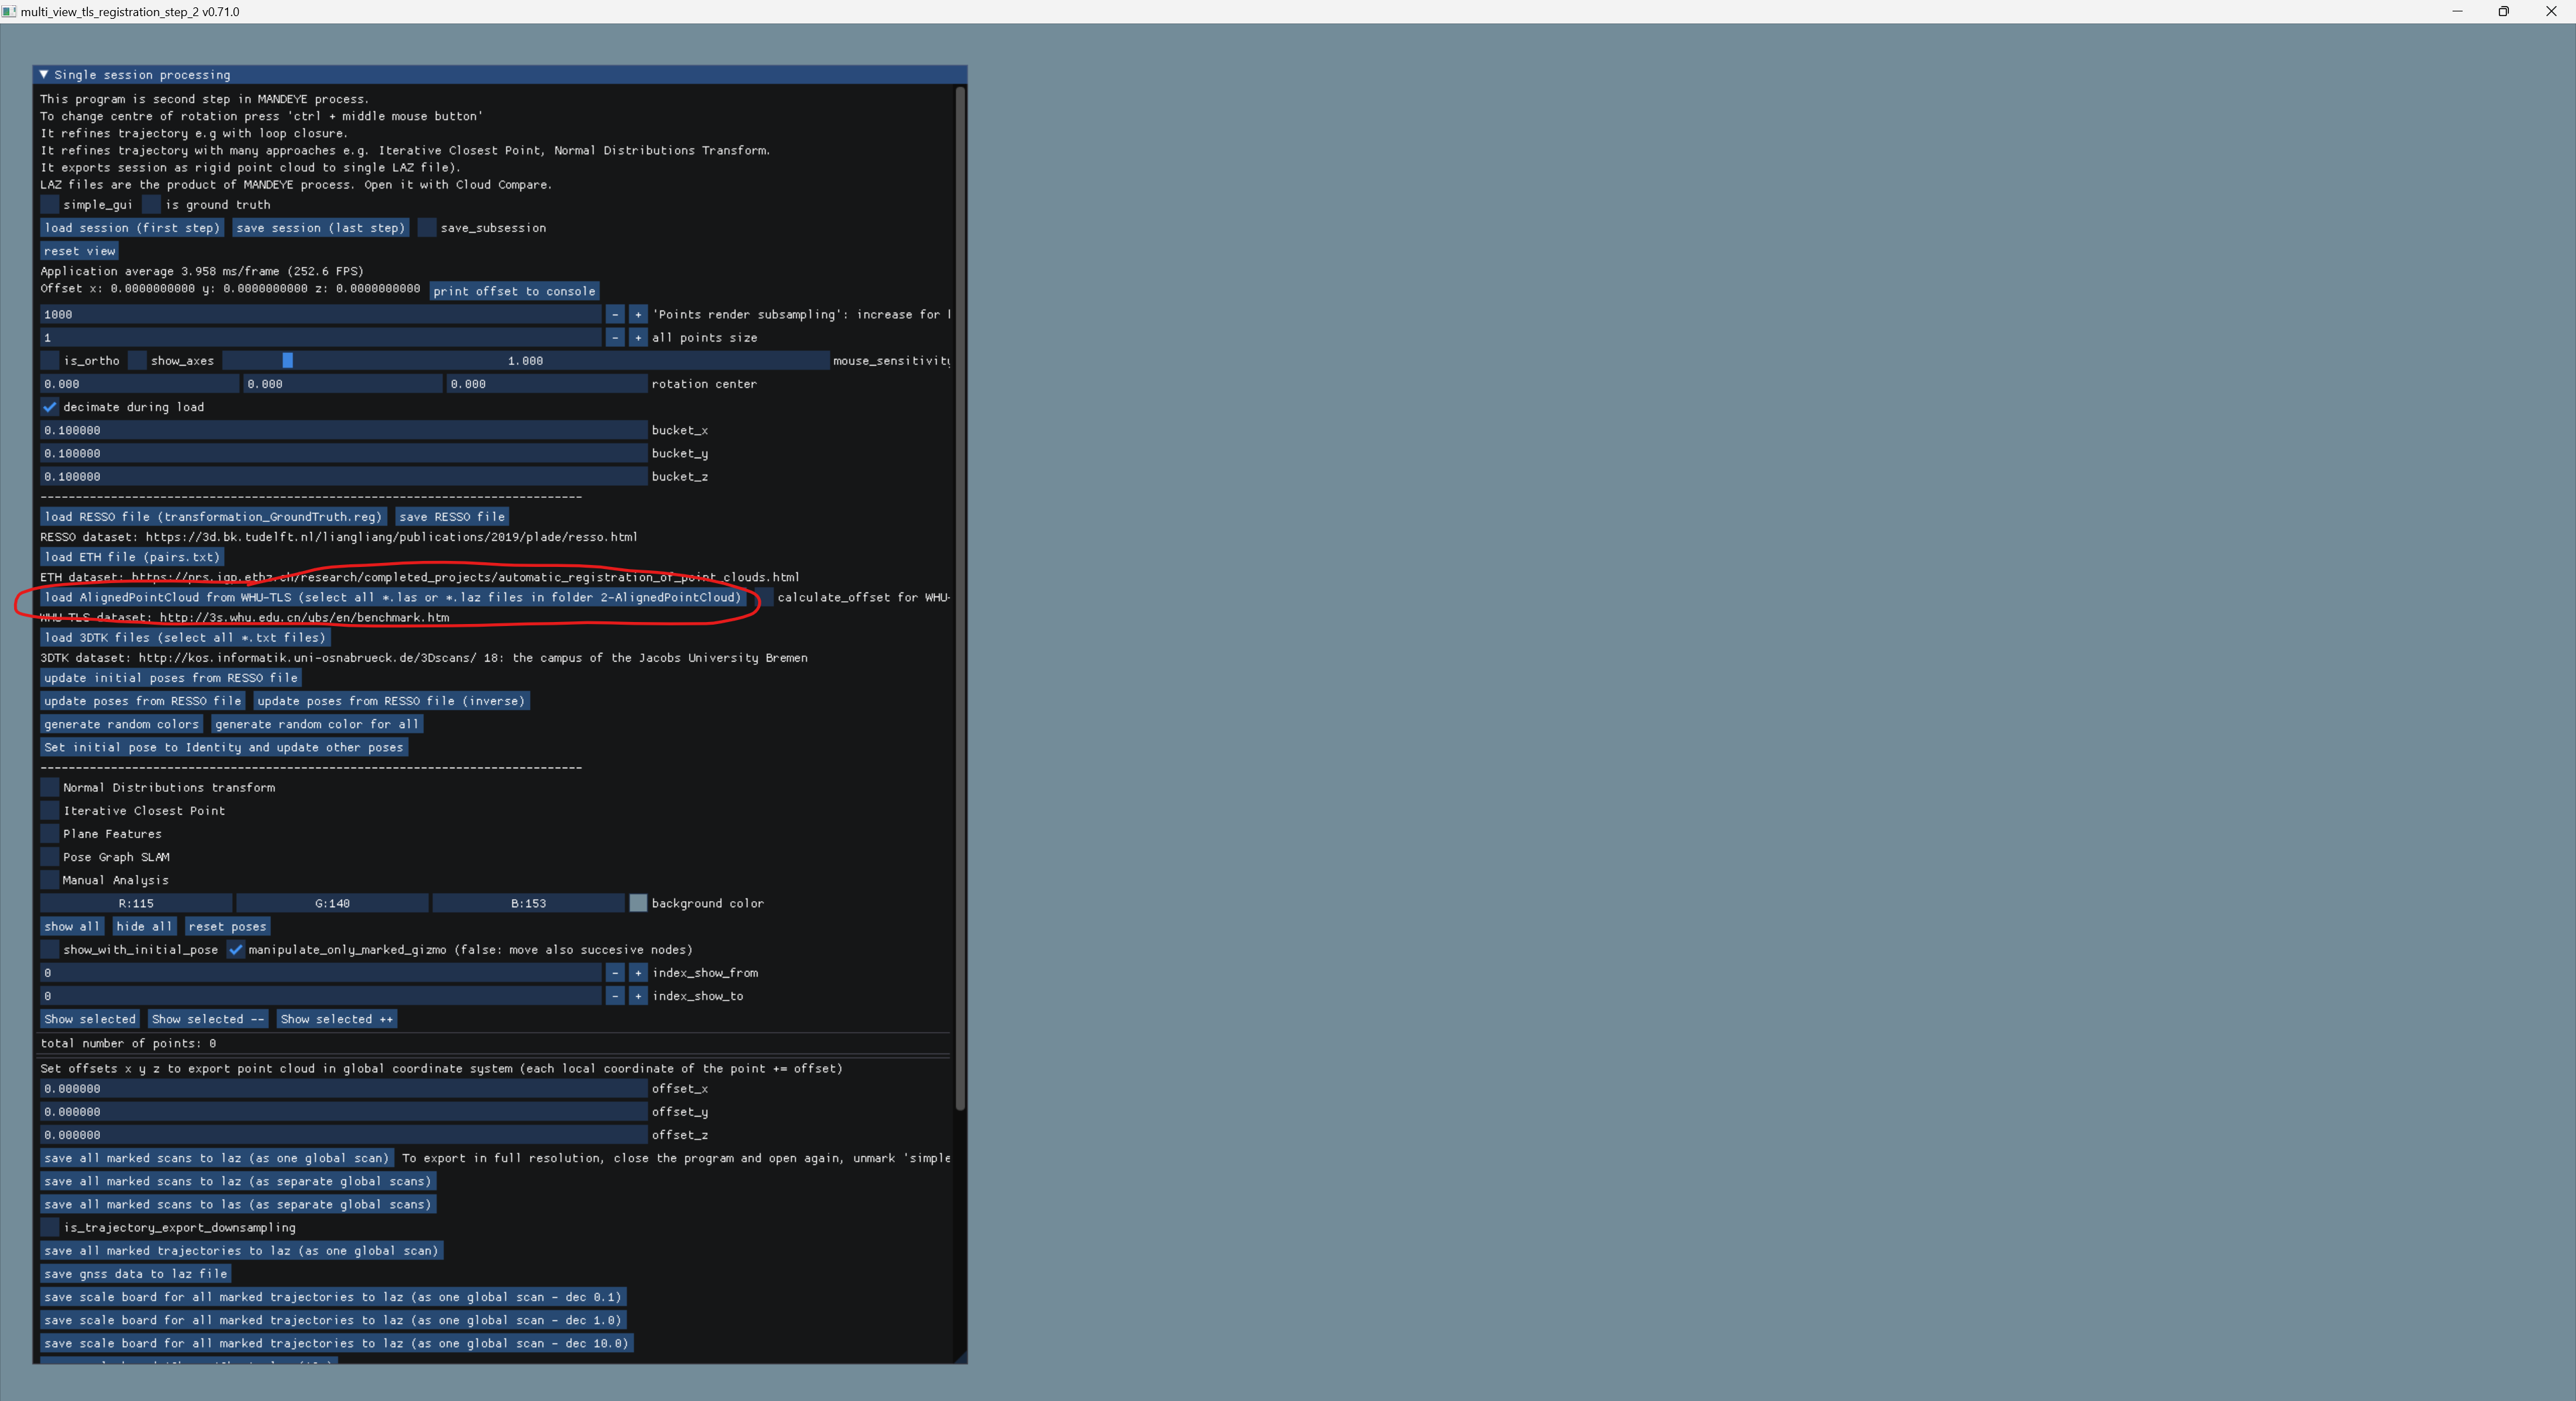 multi_view_tls_registration_step_2 v0.71.0
▼ Single session processing
This program is second step in MANDEYE process.
To change centre of rotation press 'ctrl + middle mouse button'
It refines trajectory e.g with loop closure.
It refines trajectory with many approaches e.g. Iterative Closest Point, Normal Distributions Transform.
It exports session as rigid point cloud to single LAZ file).
LAZ files are the product of MANDEYE process. Open it with Cloud Compare.
simple_gui is ground truth
load session (first step) save session (last step) save_subsession
reset view
Application average 3.958 ms/frame (252.6 FPS)
Offset x: 0.0000000000 y: 0.0000000000 z: 0.0000000000 print offset to console
1000 - + 'Points render subsampling': increase for
1 - + all points size
is_ortho show_axes 1.000 mouse_sensitivity
0.000 0.000 0.000 rotation center
decimate during load
0.100000 bucket_x
0.100000 bucket_y
0.100000 bucket_z
-----------------------------------------------------------------------------
load RESSO file (transformation_GroundTruth.reg) save RESSO file
RESSO dataset: https://3d.bk.tudelft.nl/liangliang/publications/2019/plade/resso.html
load ETH file (pairs.txt)
ETH dataset: https://prs.igp.ethz.ch/research/completed_projects/automatic_registration_of_point_clouds.html
load AlignedPointCloud from WHU-TLS (select all *.las or *.laz files in folder 2-AlignedPointCloud) calculate_offset for WHU-
WHU-TLS dataset: http://3s.whu.edu.cn/ybs/en/benchmark.htm
load 3DTK files (select all *.txt files)
3DTK dataset: http://kos.informatik.uni-osnabrueck.de/3Dscans/ 18: the campus of the Jacobs University Bremen
update initial poses from RESSO file
update poses from RESSO file update poses from RESSO file (inverse)
generate random colors generate random color for all
Set initial pose to Identity and update other poses
-----------------------------------------------------------------------------
Normal Distributions transform
Iterative Closest Point
Plane Features
Pose Graph SLAM
Manual Analysis
R:115 G:140 B:153 background color
show all hide all reset poses
show_with_initial_pose manipulate_only_marked_gizmo (false: move also succesive nodes)
0 - + index_show_from
0 - + index_show_to
Show selected Show selected -- Show selected ++
total number of points: 0
Set offsets x y z to export point cloud in global coordinate system (each local coordinate of the point += offset)
0.000000 offset_x
0.000000 offset_y
0.000000 offset_z
save all marked scans to laz (as one global scan) To export in full resolution, close the program and open again, unmark 'simple
save all marked scans to laz (as separate global scans)
save all marked scans to las (as separate global scans)
is_trajectory_export_downsampling
save all marked trajectories to laz (as one global scan)
save gnss data to laz file
save scale board for all marked trajectories to laz (as one global scan - dec 0.1)
save scale board for all marked trajectories to laz (as one global scan - dec 1.0)
save scale board for all marked trajectories to laz (as one global scan - dec 10.0)